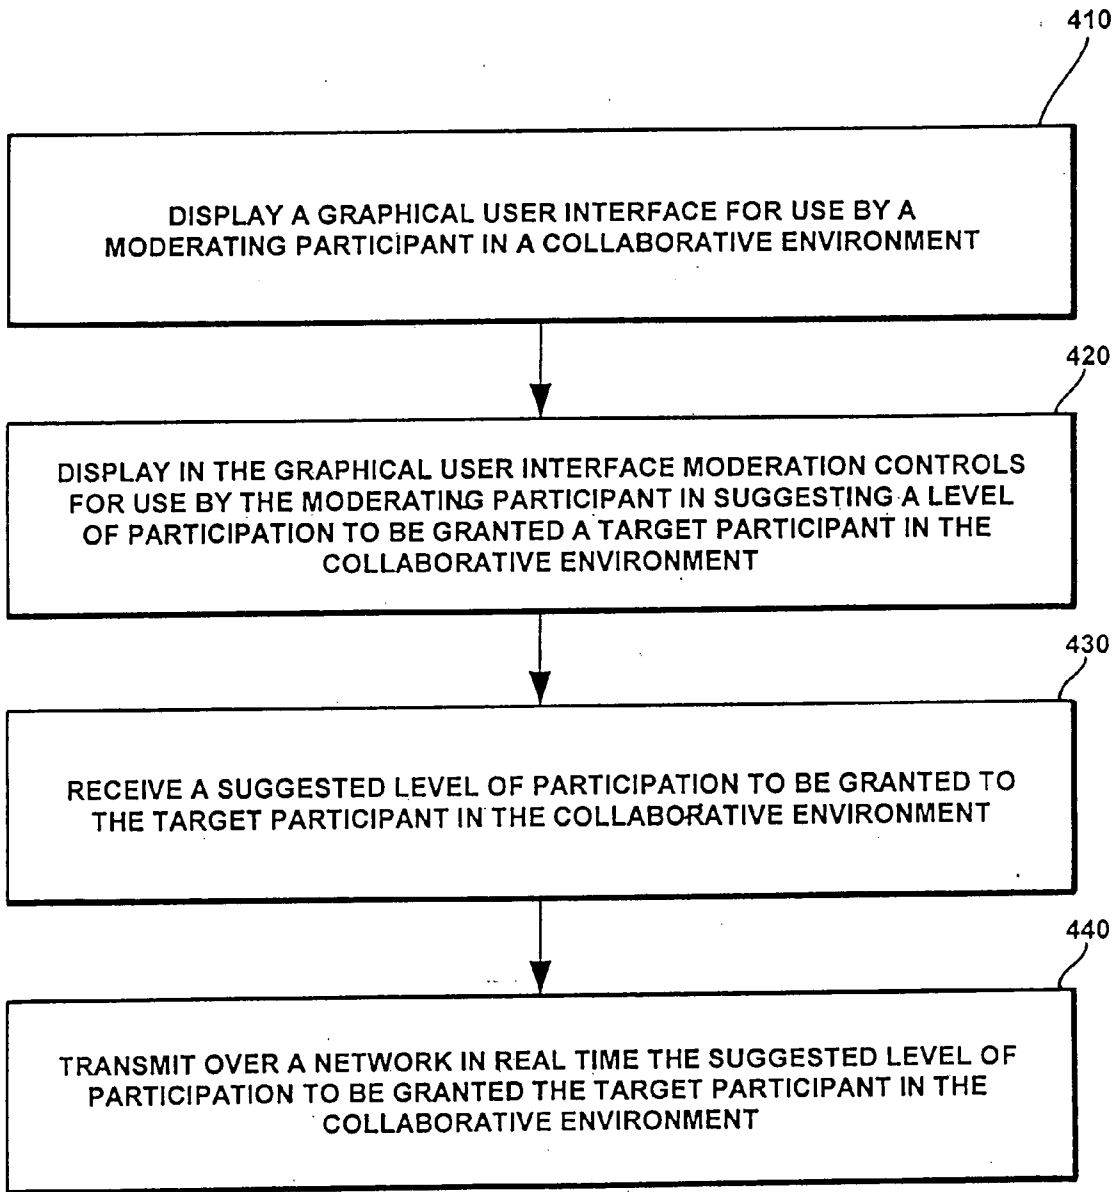 410
DISPLAY A GRAPHICAL USER INTERFACE FOR USE BY A
MODERATING PARTICIPANT IN A COLLABORATIVE ENVIRONMENT
420
DISPLAY IN THE GRAPHICAL USER INTERFACE MODERATION CONTROLS
FOR USE BY THE MODERATING PARTICIPANT IN SUGGESTING A LEVEL
OF PARTICIPATION TO BE GRANTED A TARGET PARTICIPANT IN THE
COLLABORATIVE ENVIRONMENT
430
RECEIVE A SUGGESTED LEVEL OF PARTICIPATION TO BE GRANTED TO
THE TARGET PARTICIPANT IN THE COLLABORATIVE ENVIRONMENT
440
TRANSMIT OVER A NETWORK IN REAL TIME THE SUGGESTED LEVEL OF
PARTICIPATION TO BE GRANTED THE TARGET PARTICIPANT IN THE
COLLABORATIVE ENVIRONMENT